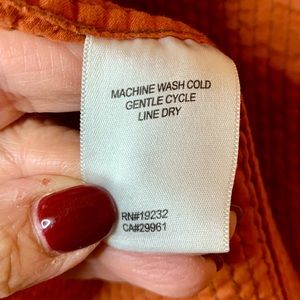 MACHINE WASH COLD
GENTLE CYCLE
LINE DRY
RN#19232
CA#29961